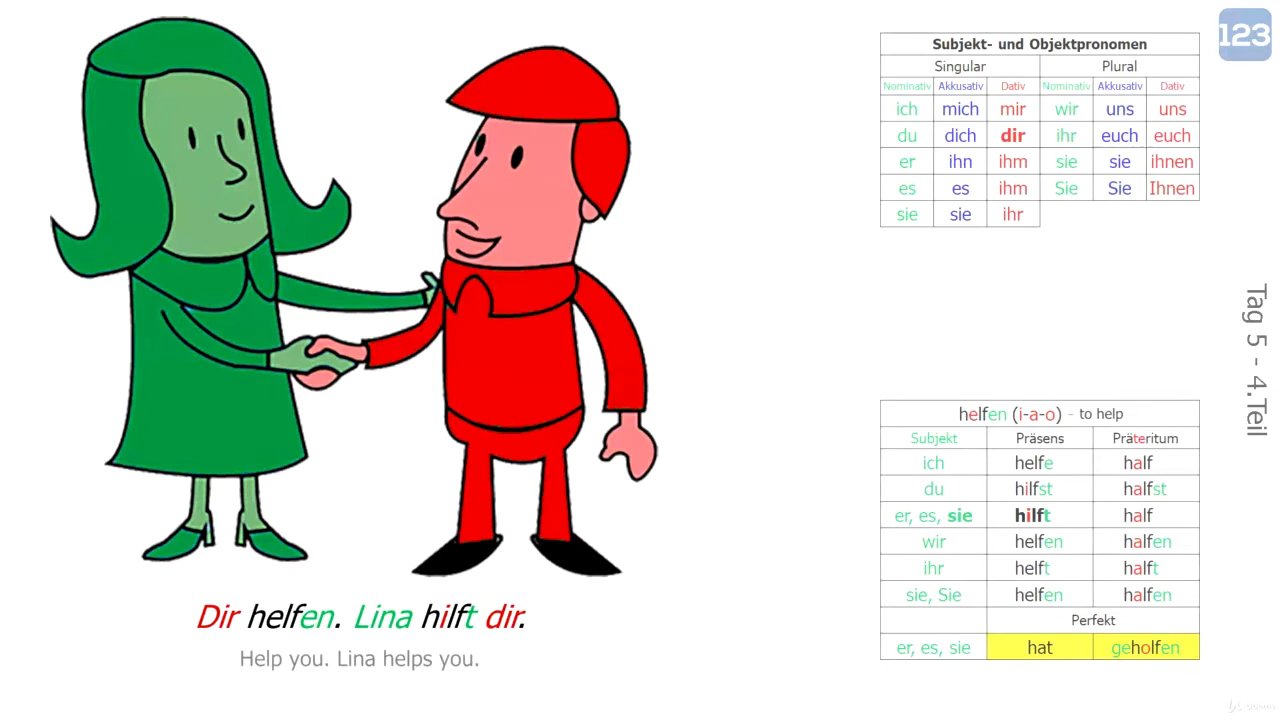 123
Subjekt- und Objektpronomen
Singular Plural
Nominativ Akkusativ Dativ Nominativ Akkusativ Dativ
ich mich mir wir uns uns
du dich dir ihr euch euch
er ihn ihm sie sie ihnen
es es ihm Sie Sie Ihnen
sie sie ihr
Tag 5 - 4.Teil
helfen (i-a-o) - to help
Subjekt Präsens Präteritum
ich helfe half
du hilfst halfst
er, es, sie hilft half
wir helfen halfen
ihr helft halft
sie, Sie helfen halfen
Perfekt
er, es, sie hat geholfen
Dir helfen. Lina hilft dir.
Help you. Lina helps you.